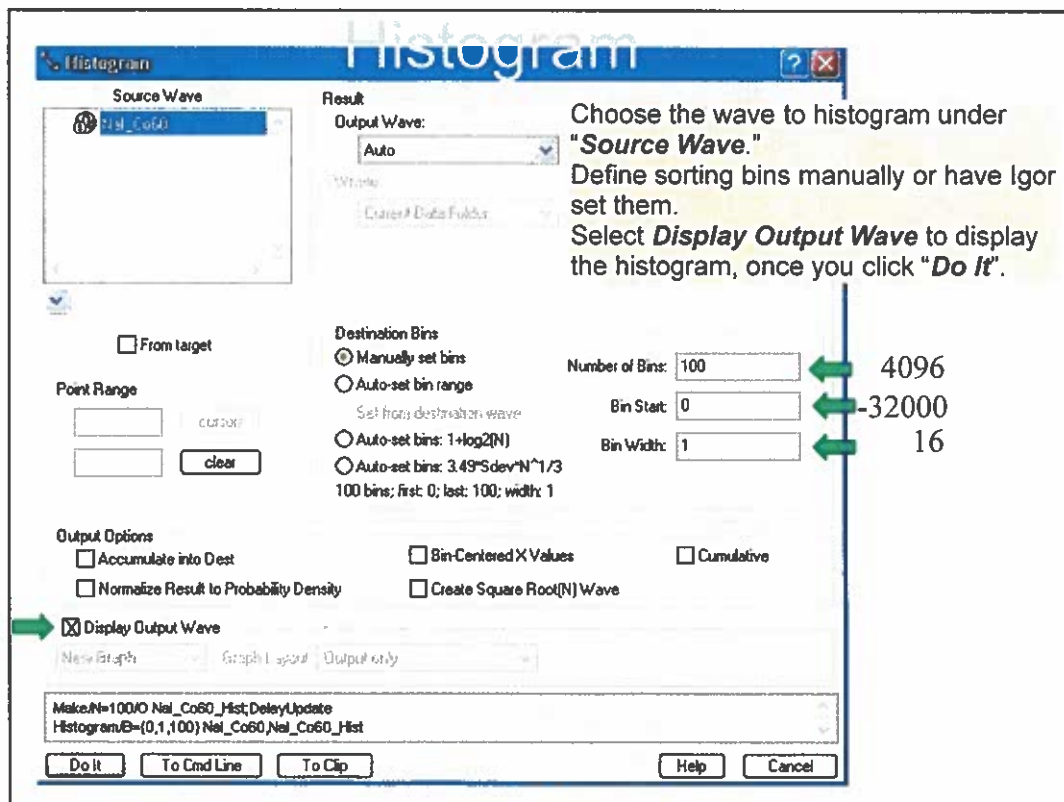 Histogram
Histogram
Source Wave
NaI_Co60
Result
Output Wave:
Auto
Where:
Current Data Folder
Choose the wave to histogram under
"Source Wave."
Define sorting bins manually or have Igor
set them.
Select Display Output Wave to display
the histogram, once you click "Do It".
From target
Point Range
cursor
clear
Destination Bins
Manually set bins
Auto-set bin range
Set from destination wave
Auto-set bins: 1+log2(N)
Auto-set bins: 3.49*Sdev*N^1/3
100 bins; first: 0; last: 100; width: 1
Number of Bins: 100 4096
Bin Start: 0 -32000
Bin Width: 1 16
Output Options
Accumulate into Dest
Bin-Centered X Values
Cumulative
Normalize Result to Probability Density
Create Square Root(N) Wave
Display Output Wave
New Graph
Graph Layout
Output only
Make/N=100/O NaI_Co60_Hist;DelayUpdate
Histogram/B={0,1,100} NaI_Co60,NaI_Co60_Hist
Do It
To Cmd Line
To Clip
Help
Cancel